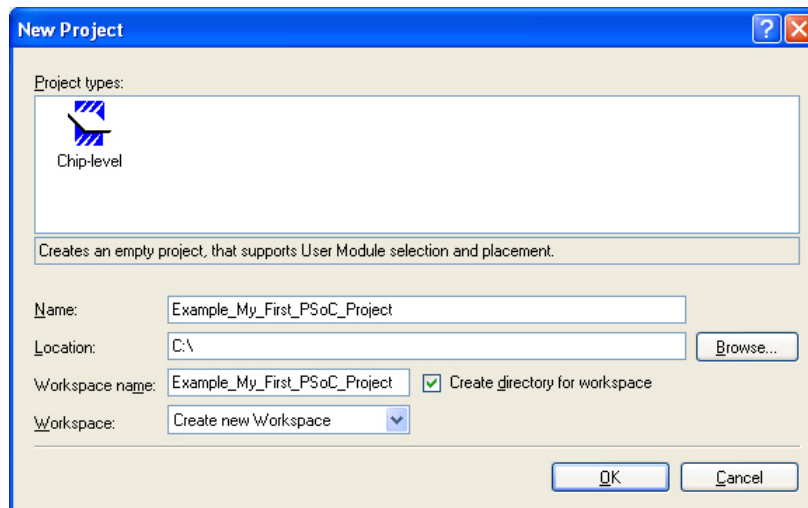 New Project
Project types:
Chip-level
Creates an empty project, that supports User Module selection and placement.
Name: Example_My_First_PSoC_Project
Location: C:\ Browse...
Workspace name: Example_My_First_PSoC_Project Create directory for workspace
Workspace: Create new Workspace
OK Cancel